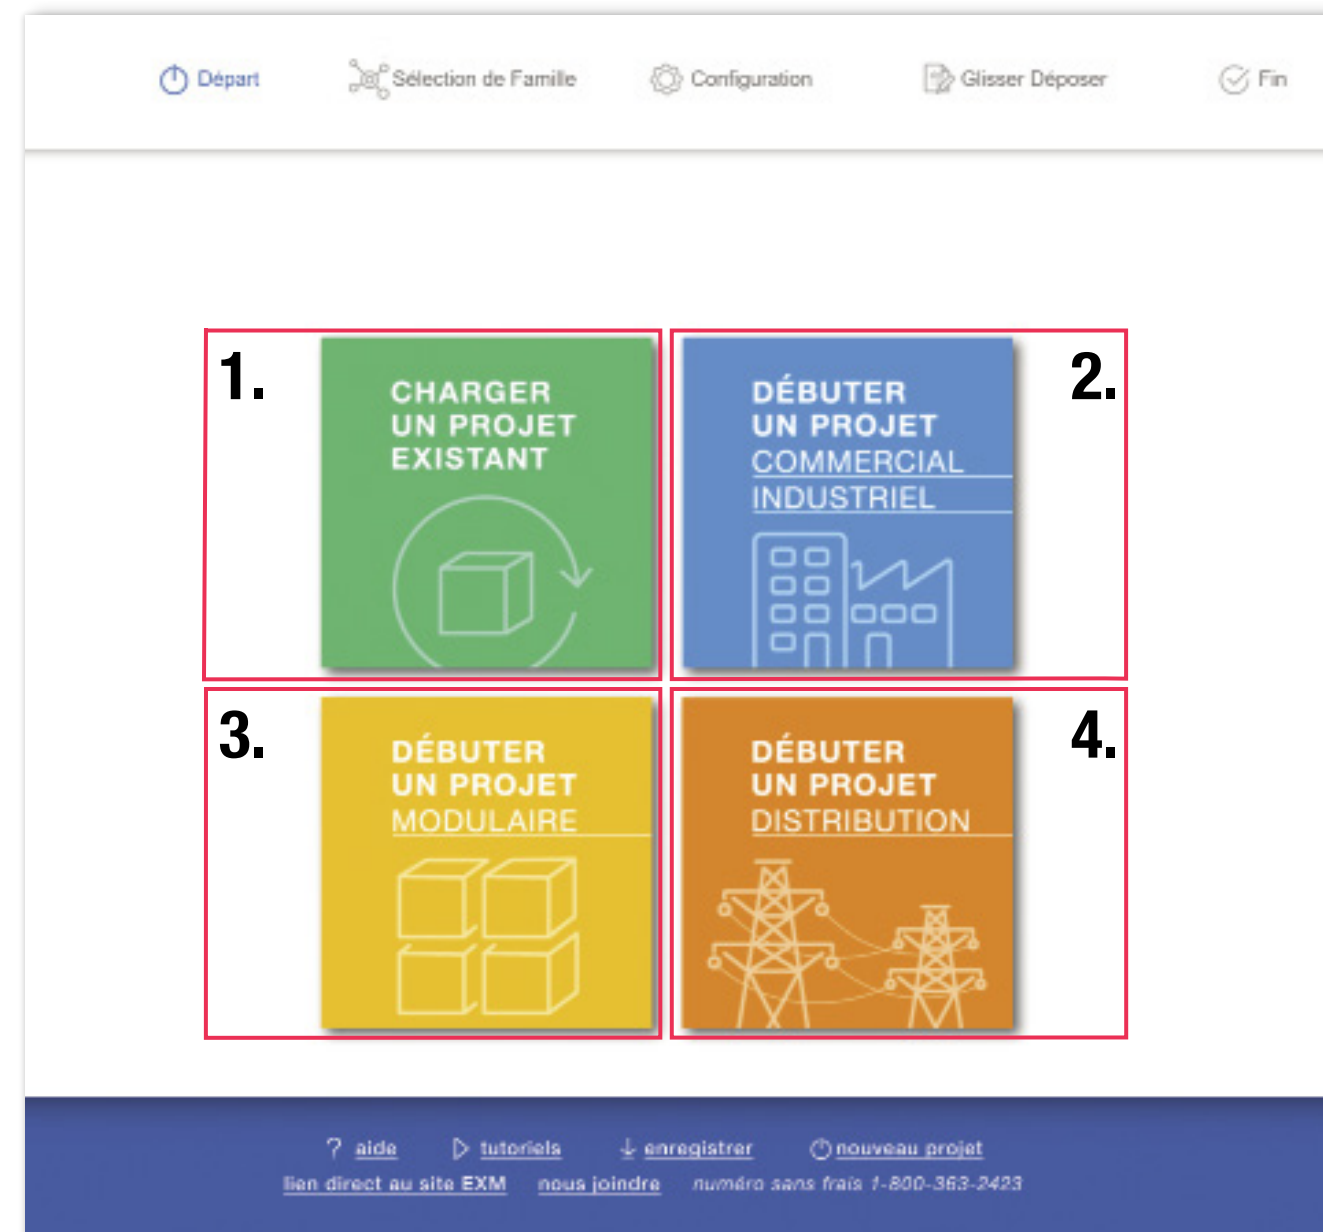 Départ
Sélection de Famille
Configuration
Glisser Déposer
Fin
1.
CHARGER
UN PROJET
EXISTANT
2.
DÉBUTER
UN PROJET
COMMERCIAL
INDUSTRIEL
3.
DÉBUTER
UN PROJET
MODULAIRE
4.
DÉBUTER
UN PROJET
DISTRIBUTION
? aide tutoriels enregistrer nouveau projet
lien direct au site EXM nous joindre numéro sans frais 1-800-363-2423